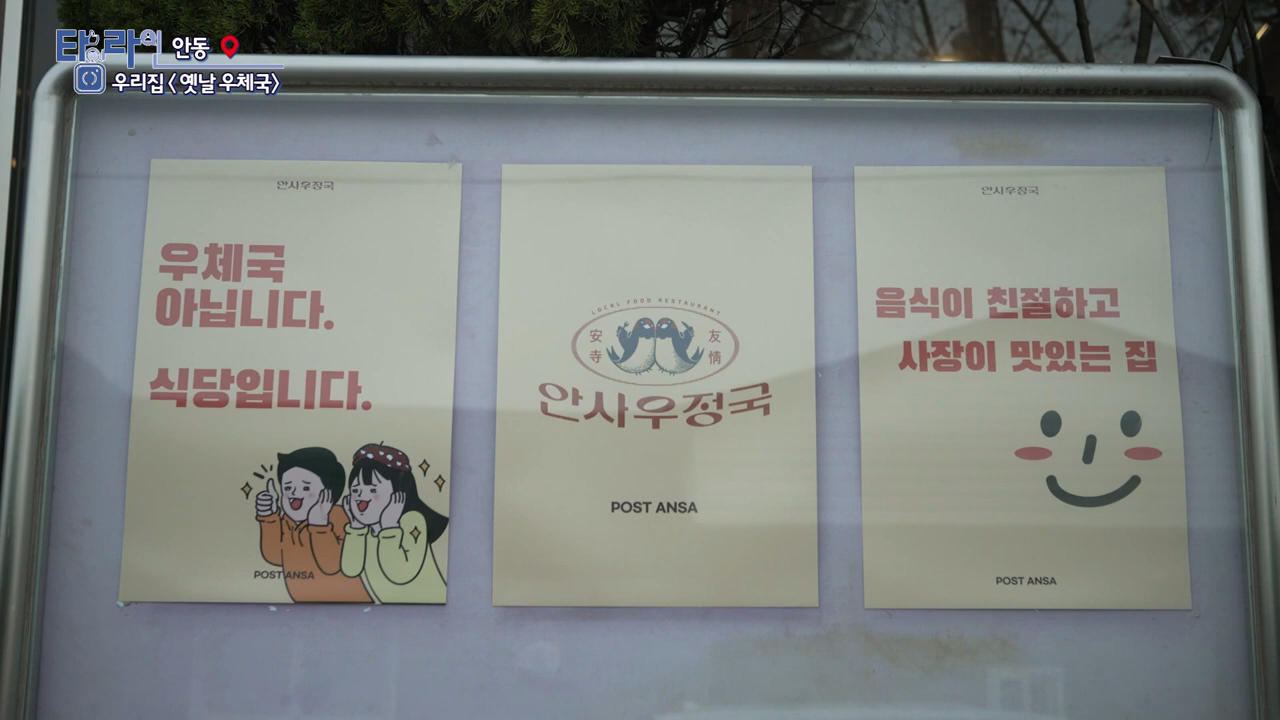 안동
우리집 < 옛날 우체국>
안사우정국
우체국
아닙니다.
식당입니다.
POST ANSA
LOCAL FOOD RESTAURANT
安寺
友情
안사우정국
POST ANSA
안사우정국
음식이 친절하고
사장이 맛있는 집
POST ANSA